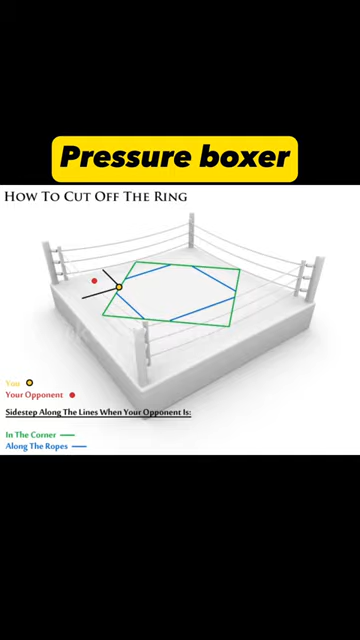 Pressure boxer
How To Cut Off The Ring
You
Your Opponent
Sidestep Along The Lines When Your Opponent Is:
In The Corner
Along The Ropes